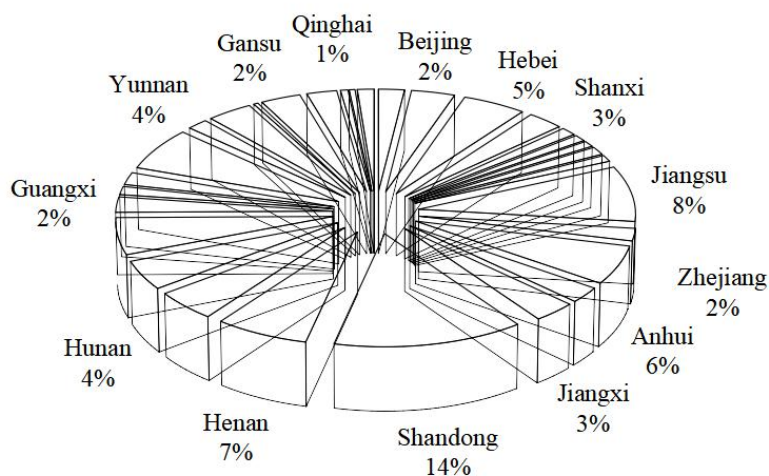 Qinghai
1%
Beijing
2%
Hebei
5%
Shanxi
3%
Jiangsu
8%
Zhejiang
2%
Anhui
6%
Jiangxi
3%
Shandong
14%
Henan
7%
Hunan
4%
Guangxi
2%
Yunnan
4%
Gansu
2%